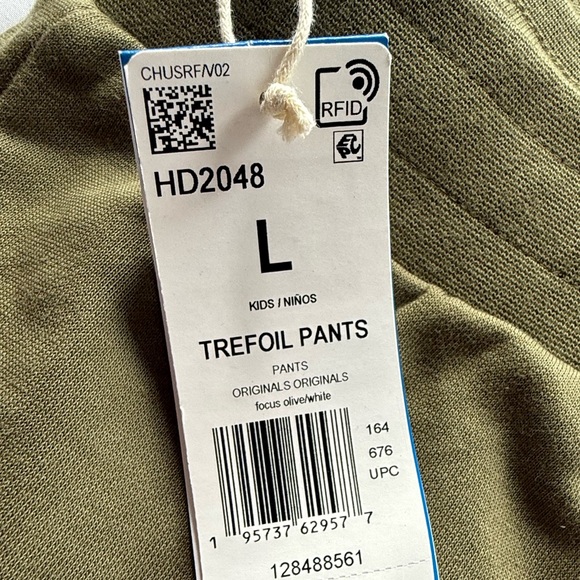 CHUSRF/V02
RFID
HD2048
L
KIDS / NIÑOS
TREFOIL PANTS
PANTS
ORIGINALS ORIGINALS
focus olive/white
164
676
UPC
1 95737 62957 7
128488561